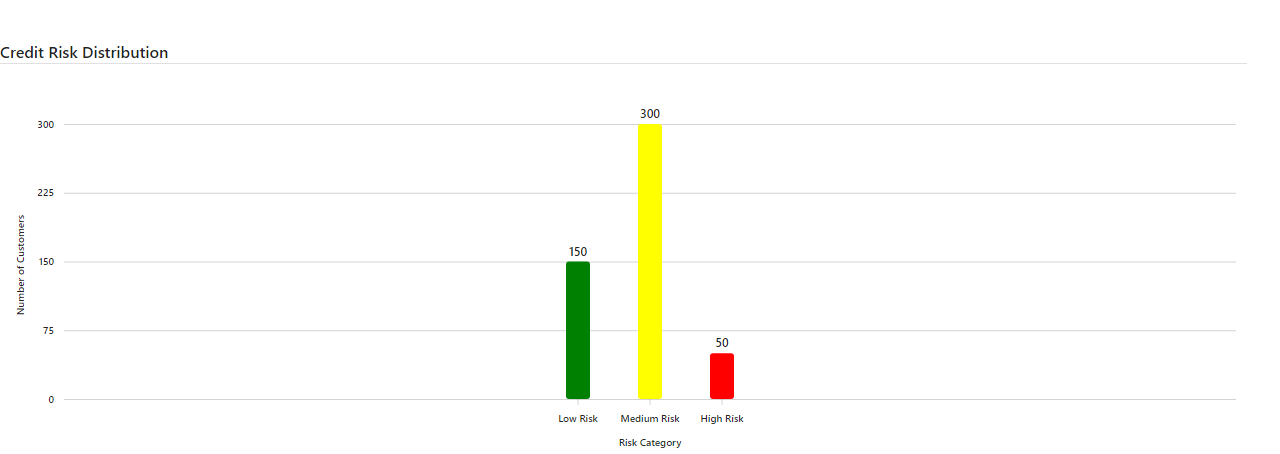 Credit Risk Distribution
300
300
225
150
150
75
50
0
Number of Customers
Low Risk Medium Risk High Risk
Risk Category